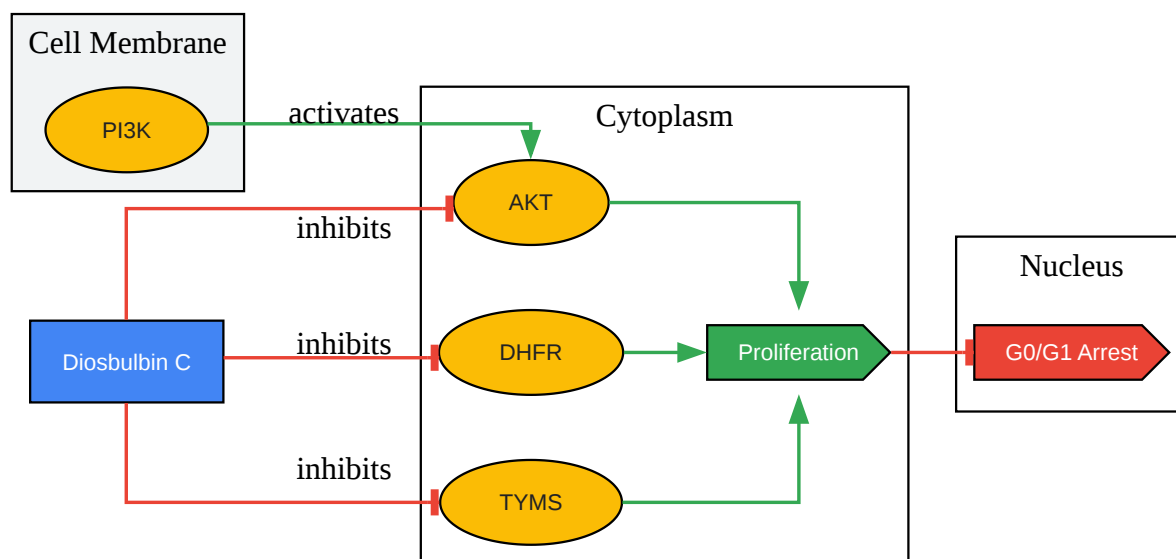 Cell Membrane
PI3K
activates
Cytoplasm
AKT
inhibits
Nucleus
Diosbulbin C
inhibits
DHFR
Proliferation
G0/G1 Arrest
inhibits
TYMS